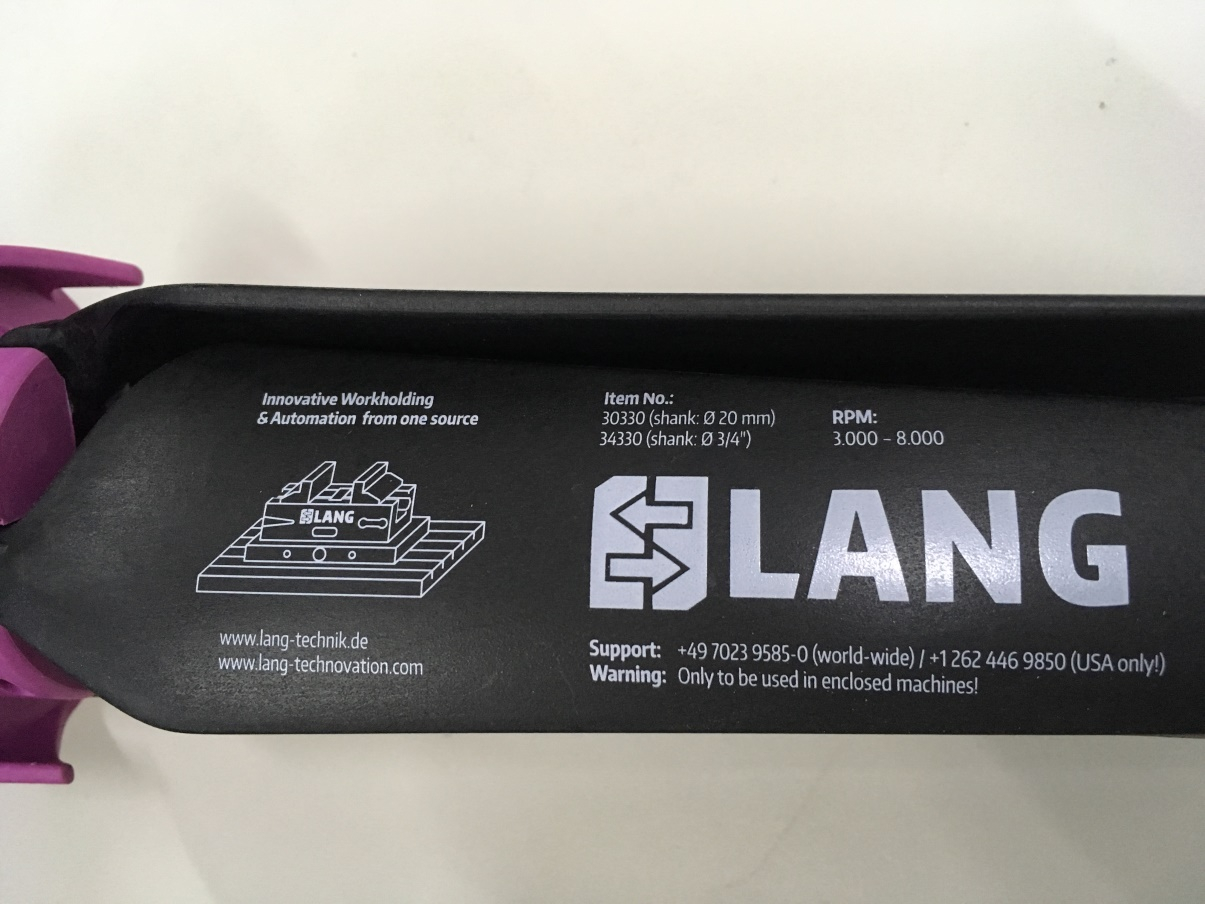 Innovative Workholding
& Automation from one source
LANG
www.lang-technik.de
www.lang-technovation.com
Item No.:
30330 (shank: Ø 20 mm)
34330 (shank: Ø 3/4")
RPM:
3.000 – 8.000
LANG
Support: +49 7023 9585-0 (world-wide) / +1 262 446 9850 (USA only!)
Warning: Only to be used in enclosed machines!